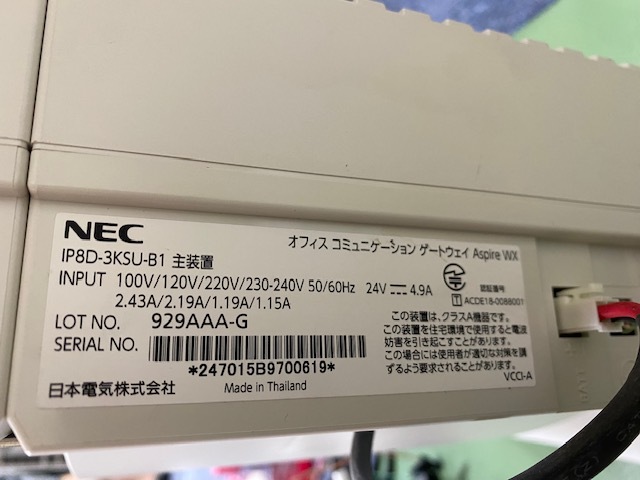 NEC
オフィス コミュニケーション ゲートウェイ Aspire WX
IP8D-3KSU-B1 主装置
INPUT 100V/120V/220V/230-240V 50/60Hz 24V ⎓ 4.9A
2.43A/2.19A/1.19A/1.15A
認証番号
T ACDE18-0088001
LOT NO. 929AAA-G
SERIAL NO.
*247015B9700619*
この装置は、クラスA機器です。
この装置を住宅環境で使用すると電波
妨害を引き起こすことがあります。
この場合には使用者が適切な対策を講
ずるよう要求されることがあります。
VCCI-A
日本電気株式会社
Made in Thailand